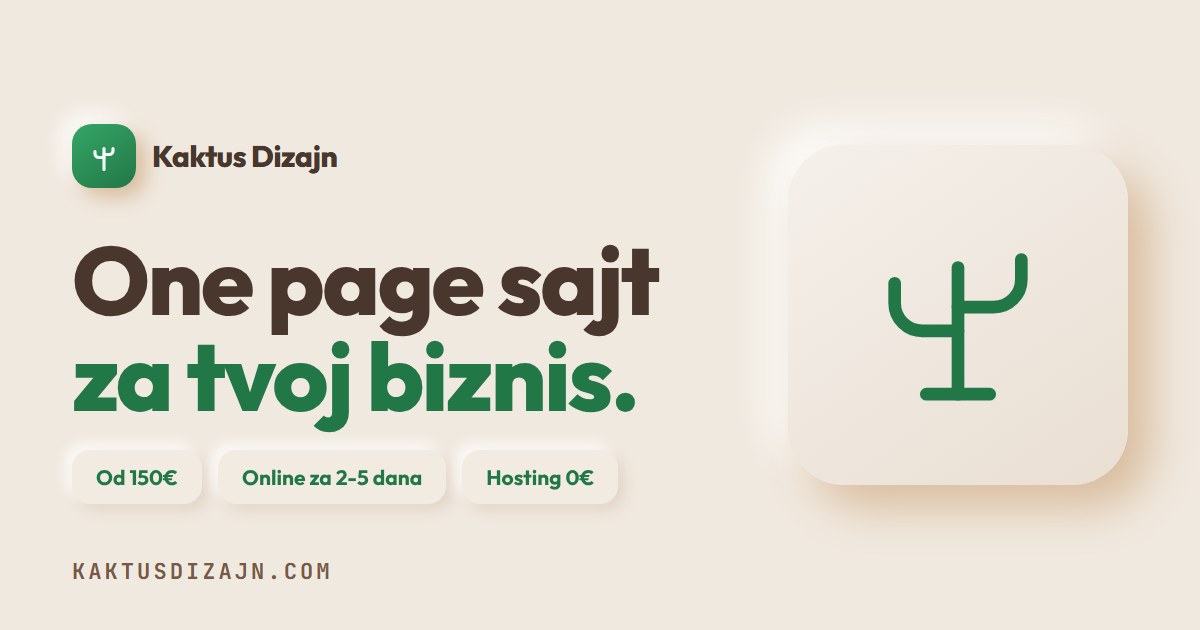 Kaktus Dizajn
One page sajt
za tvoj biznis.
Od 150€
Online za 2-5 dana
Hosting 0€
KAKTUSDIZAJN.COM